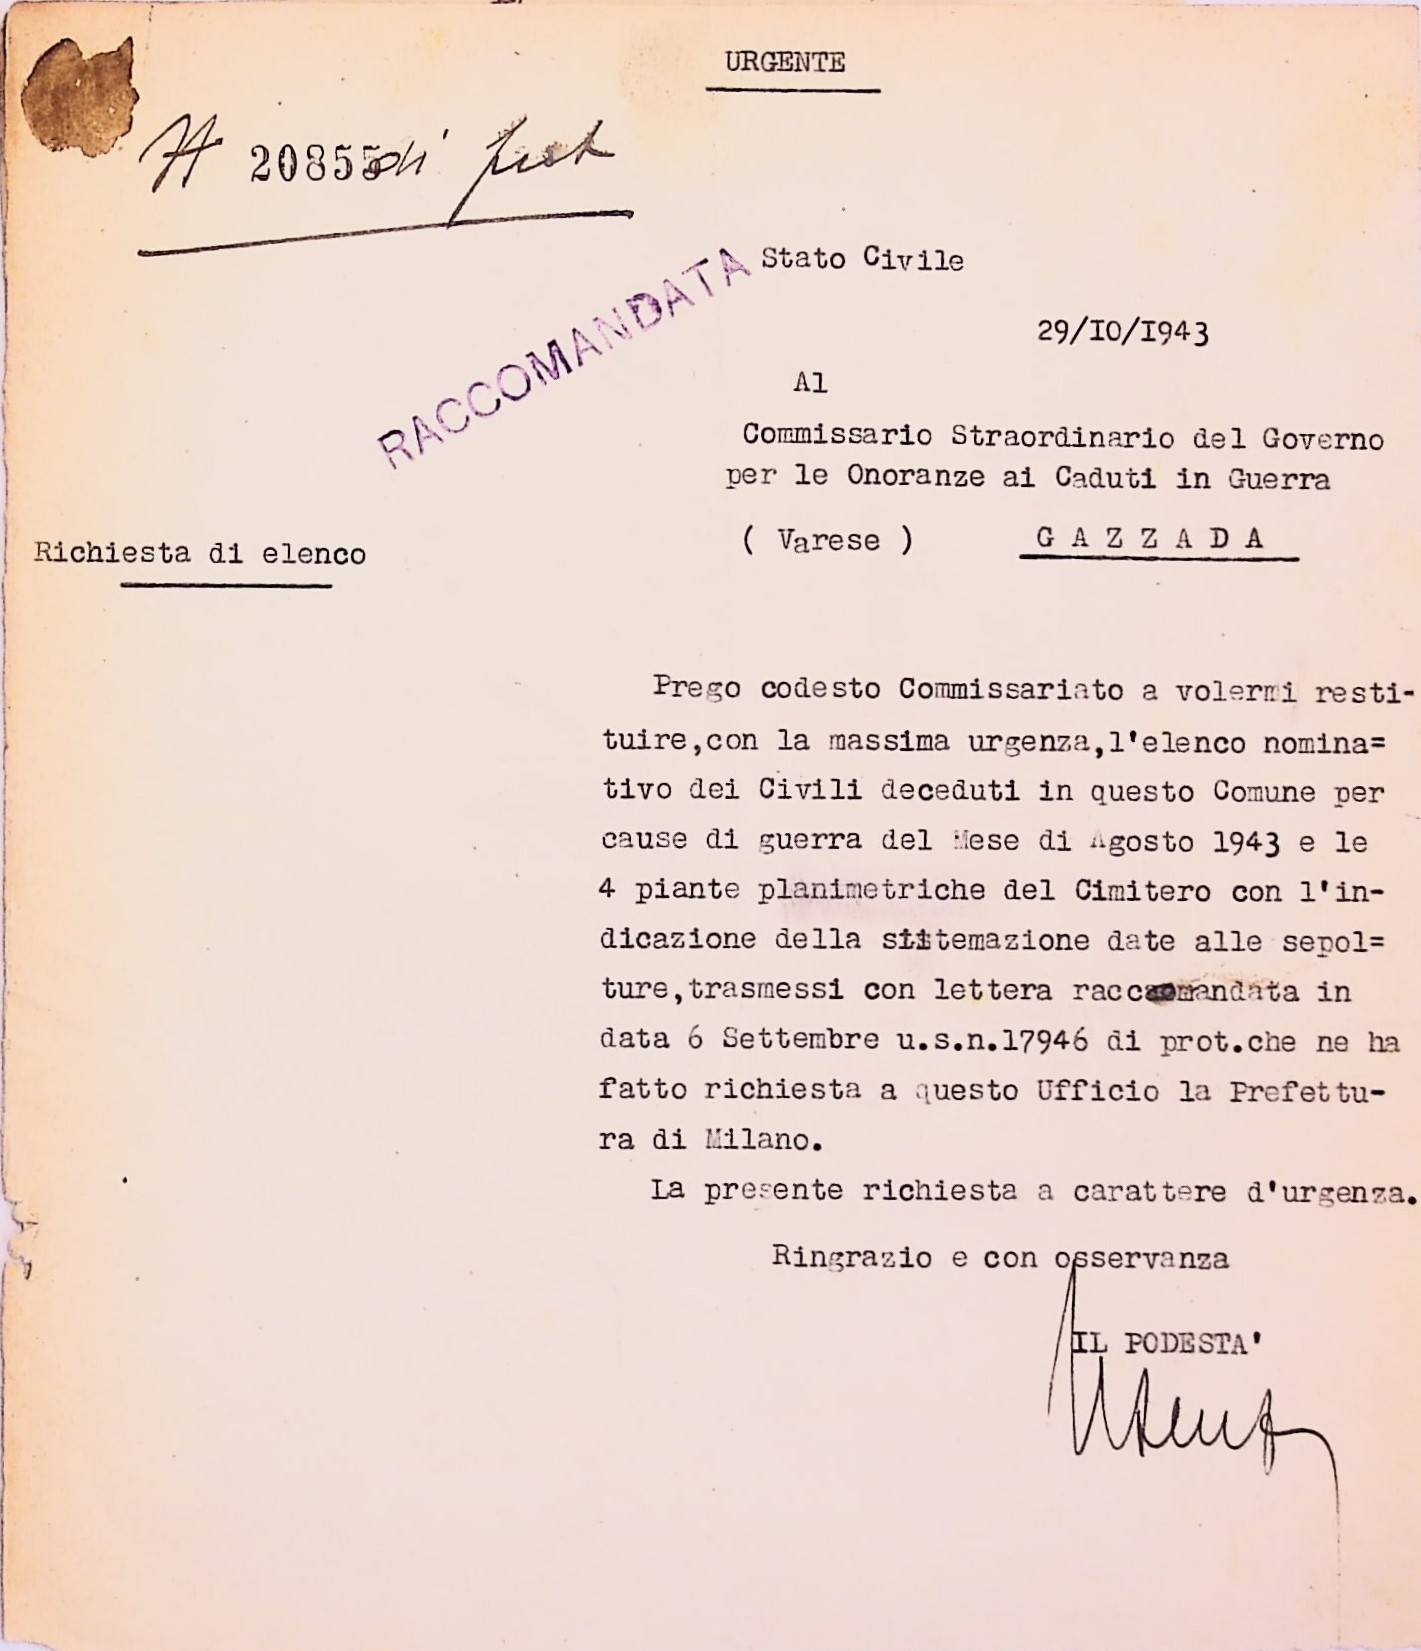 URGENTE
N 20855 di prot
Stato Civile
RACCOMANDATA
29/IO/I943
Al
Commissario Straordinario del Governo
per le Onoranze ai Caduti in Guerra
( Varese ) GAZZADA
Richiesta di elenco
Prego codesto Commissariato a volermi resti-
tuire,con la massima urgenza,l'elenco nomina=
tivo dei Civili deceduti in questo Comune per
cause di guerra del Mese di Agosto 1943 e le
4 piante planimetriche del Cimitero con l'in-
dicazione della sistemazione date alle sepol=
ture,trasmessi con lettera raccomandata in
data 6 Settembre u.s.n.17946 di prot.che ne ha
fatto richiesta a questo Ufficio la Prefettu-
ra di Milano.
La presente richiesta a carattere d'urgenza.
Ringrazio e con osservanza
IL PODESTA'